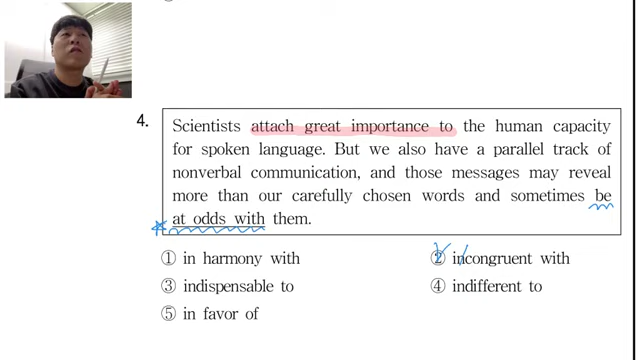 4.
Scientists attach great importance to the human capacity
for spoken language. But we also have a parallel track of
nonverbal communication, and those messages may reveal
more than our carefully chosen words and sometimes be
at odds with them.
① in harmony with
② incongruent with
③ indispensable to
④ indifferent to
⑤ in favor of